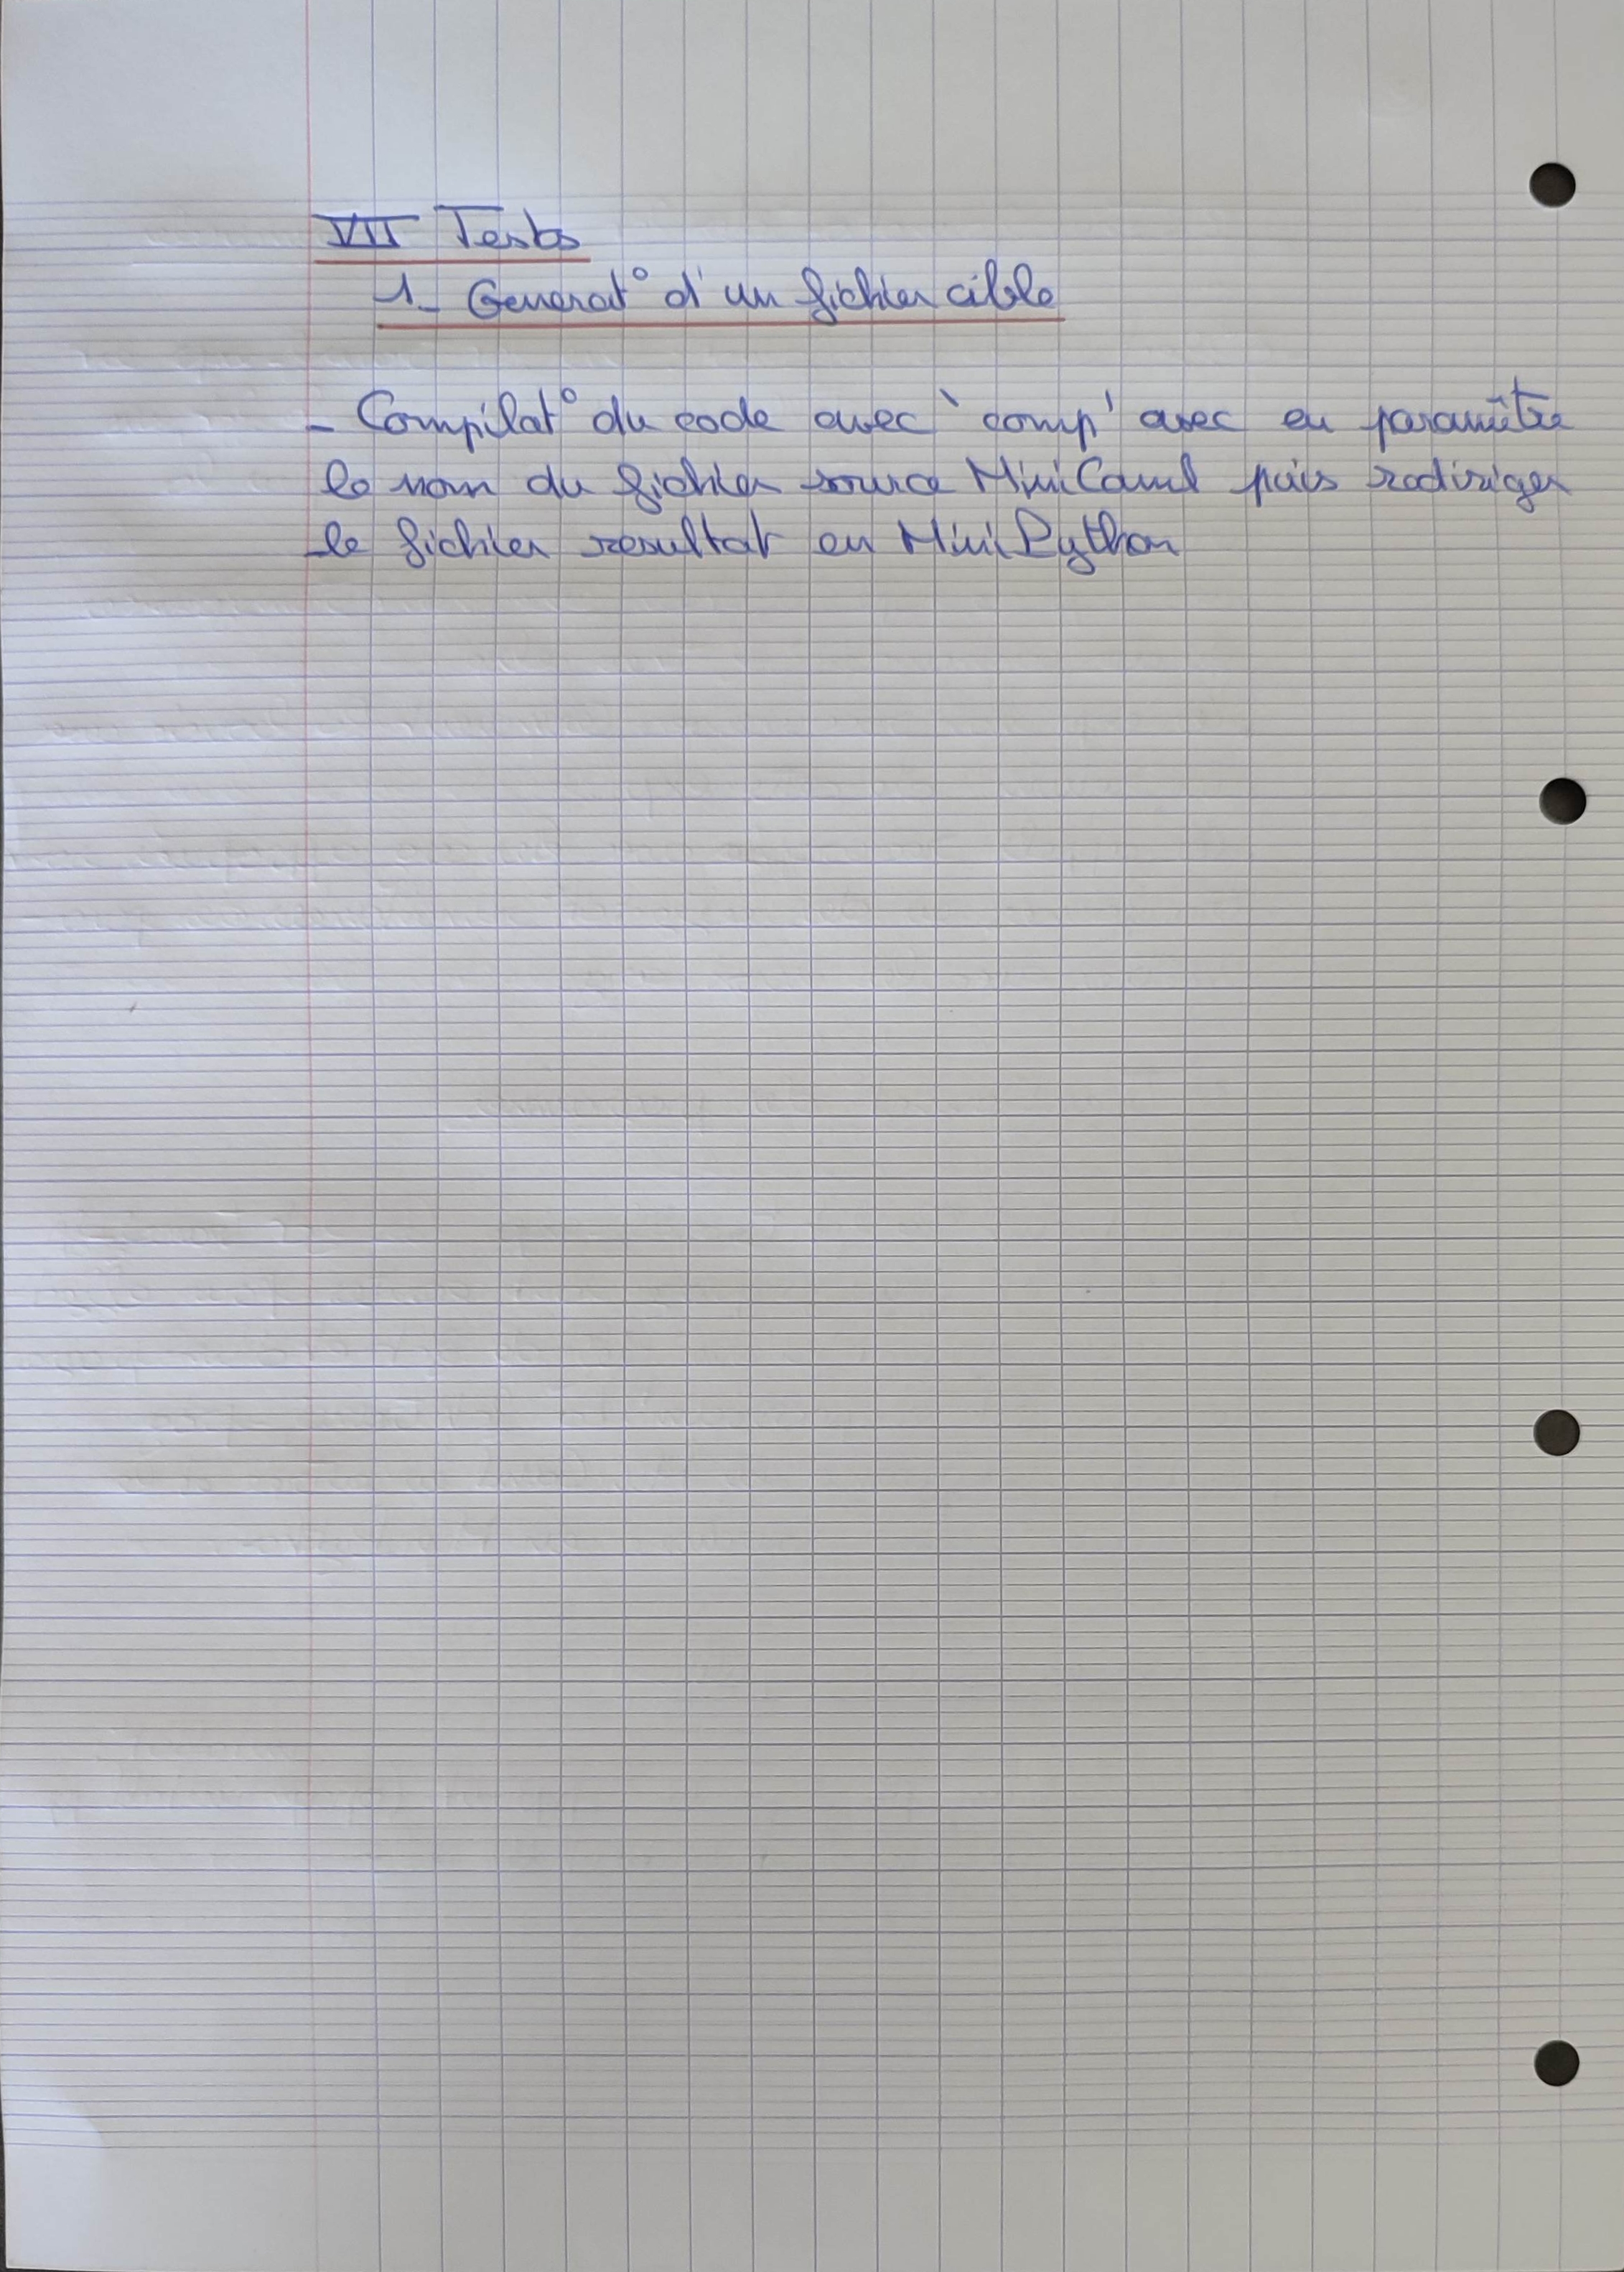 VII Tests
1- Generat° d'un fichier cible
- Compilat° du code avec `comp' avec en paramètre
le nom du fichier source MiniCaml puis rediriger
le fichier resultat en MiniPython